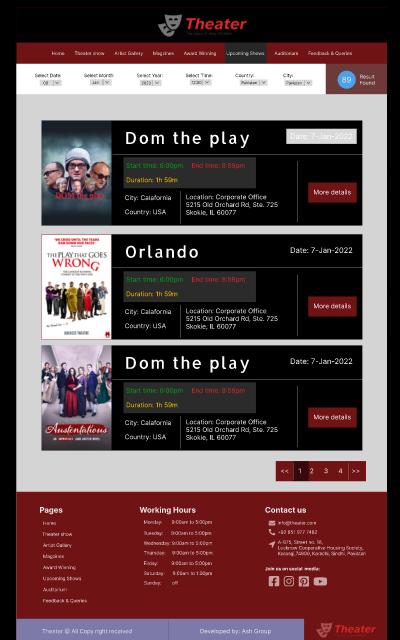 Theater
Home Theater show Artist Gallery Magzines Award Winning Upcoming Shows Auditorium Feedback & Queries
Select Date: Select Month: Select Year: Select Time: Country: City:
08 Jan 2022 12:00 Pakistan Pakistan
89 Result Found
Dom the play
Date: 7-Jan-2022
Start time: 6:00pm End time: 8:59pm
Duration: 1h 59m
City: Calafornia
Country: USA
Location: Corporate Office
5215 Old Orchard Rd, Ste. 725
Skokie, IL 60077
More details
THE PLAY THAT GOES
WRONG
Orlando
Date: 7-Jan-2022
Start time: 6:00pm End time: 8:59pm
Duration: 1h 59m
City: Calafornia
Country: USA
Location: Corporate Office
5215 Old Orchard Rd, Ste. 725
Skokie, IL 60077
More details
Austentatious
Dom the play
Date: 7-Jan-2022
Start time: 6:00pm End time: 8:59pm
Duration: 1h 59m
City: Calafornia
Country: USA
Location: Corporate Office
5215 Old Orchard Rd, Ste. 725
Skokie, IL 60077
More details
<< 1 2 3 4 >>
Pages
Home
Theater show
Artist Gallery
Magzines
Award Winning
Upcoming Shows
Auditorium
Feedback & Queries
Working Hours
Monday: 9:00am to 5:00pm
Tuesday: 9:00am to 5:00pm
Wednesday: 9:00am to 5:00pm
Thursday: 9:00am to 5:00pm
Friday: 9:00am to 5:00pm
Saturday: 9:00am to 1:00pm
Sunday: off
Contact us
info@theater.com
+92 951 977 7482
A-875, Street no. 18,
Lucknow Cooperative Housing Society,
Korangi,74900, Karachi, Sindh, Pakistan
Join us on social media:
Theater © All Copy right received
Developed by: Ash Group
Theater